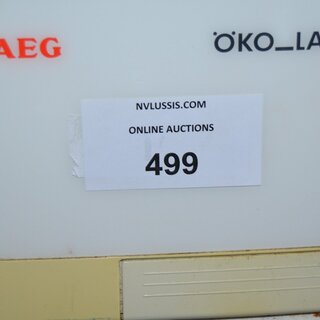 AEG
ÖKO_LA
NVLUSSIS.COM
ONLINE AUCTIONS
499